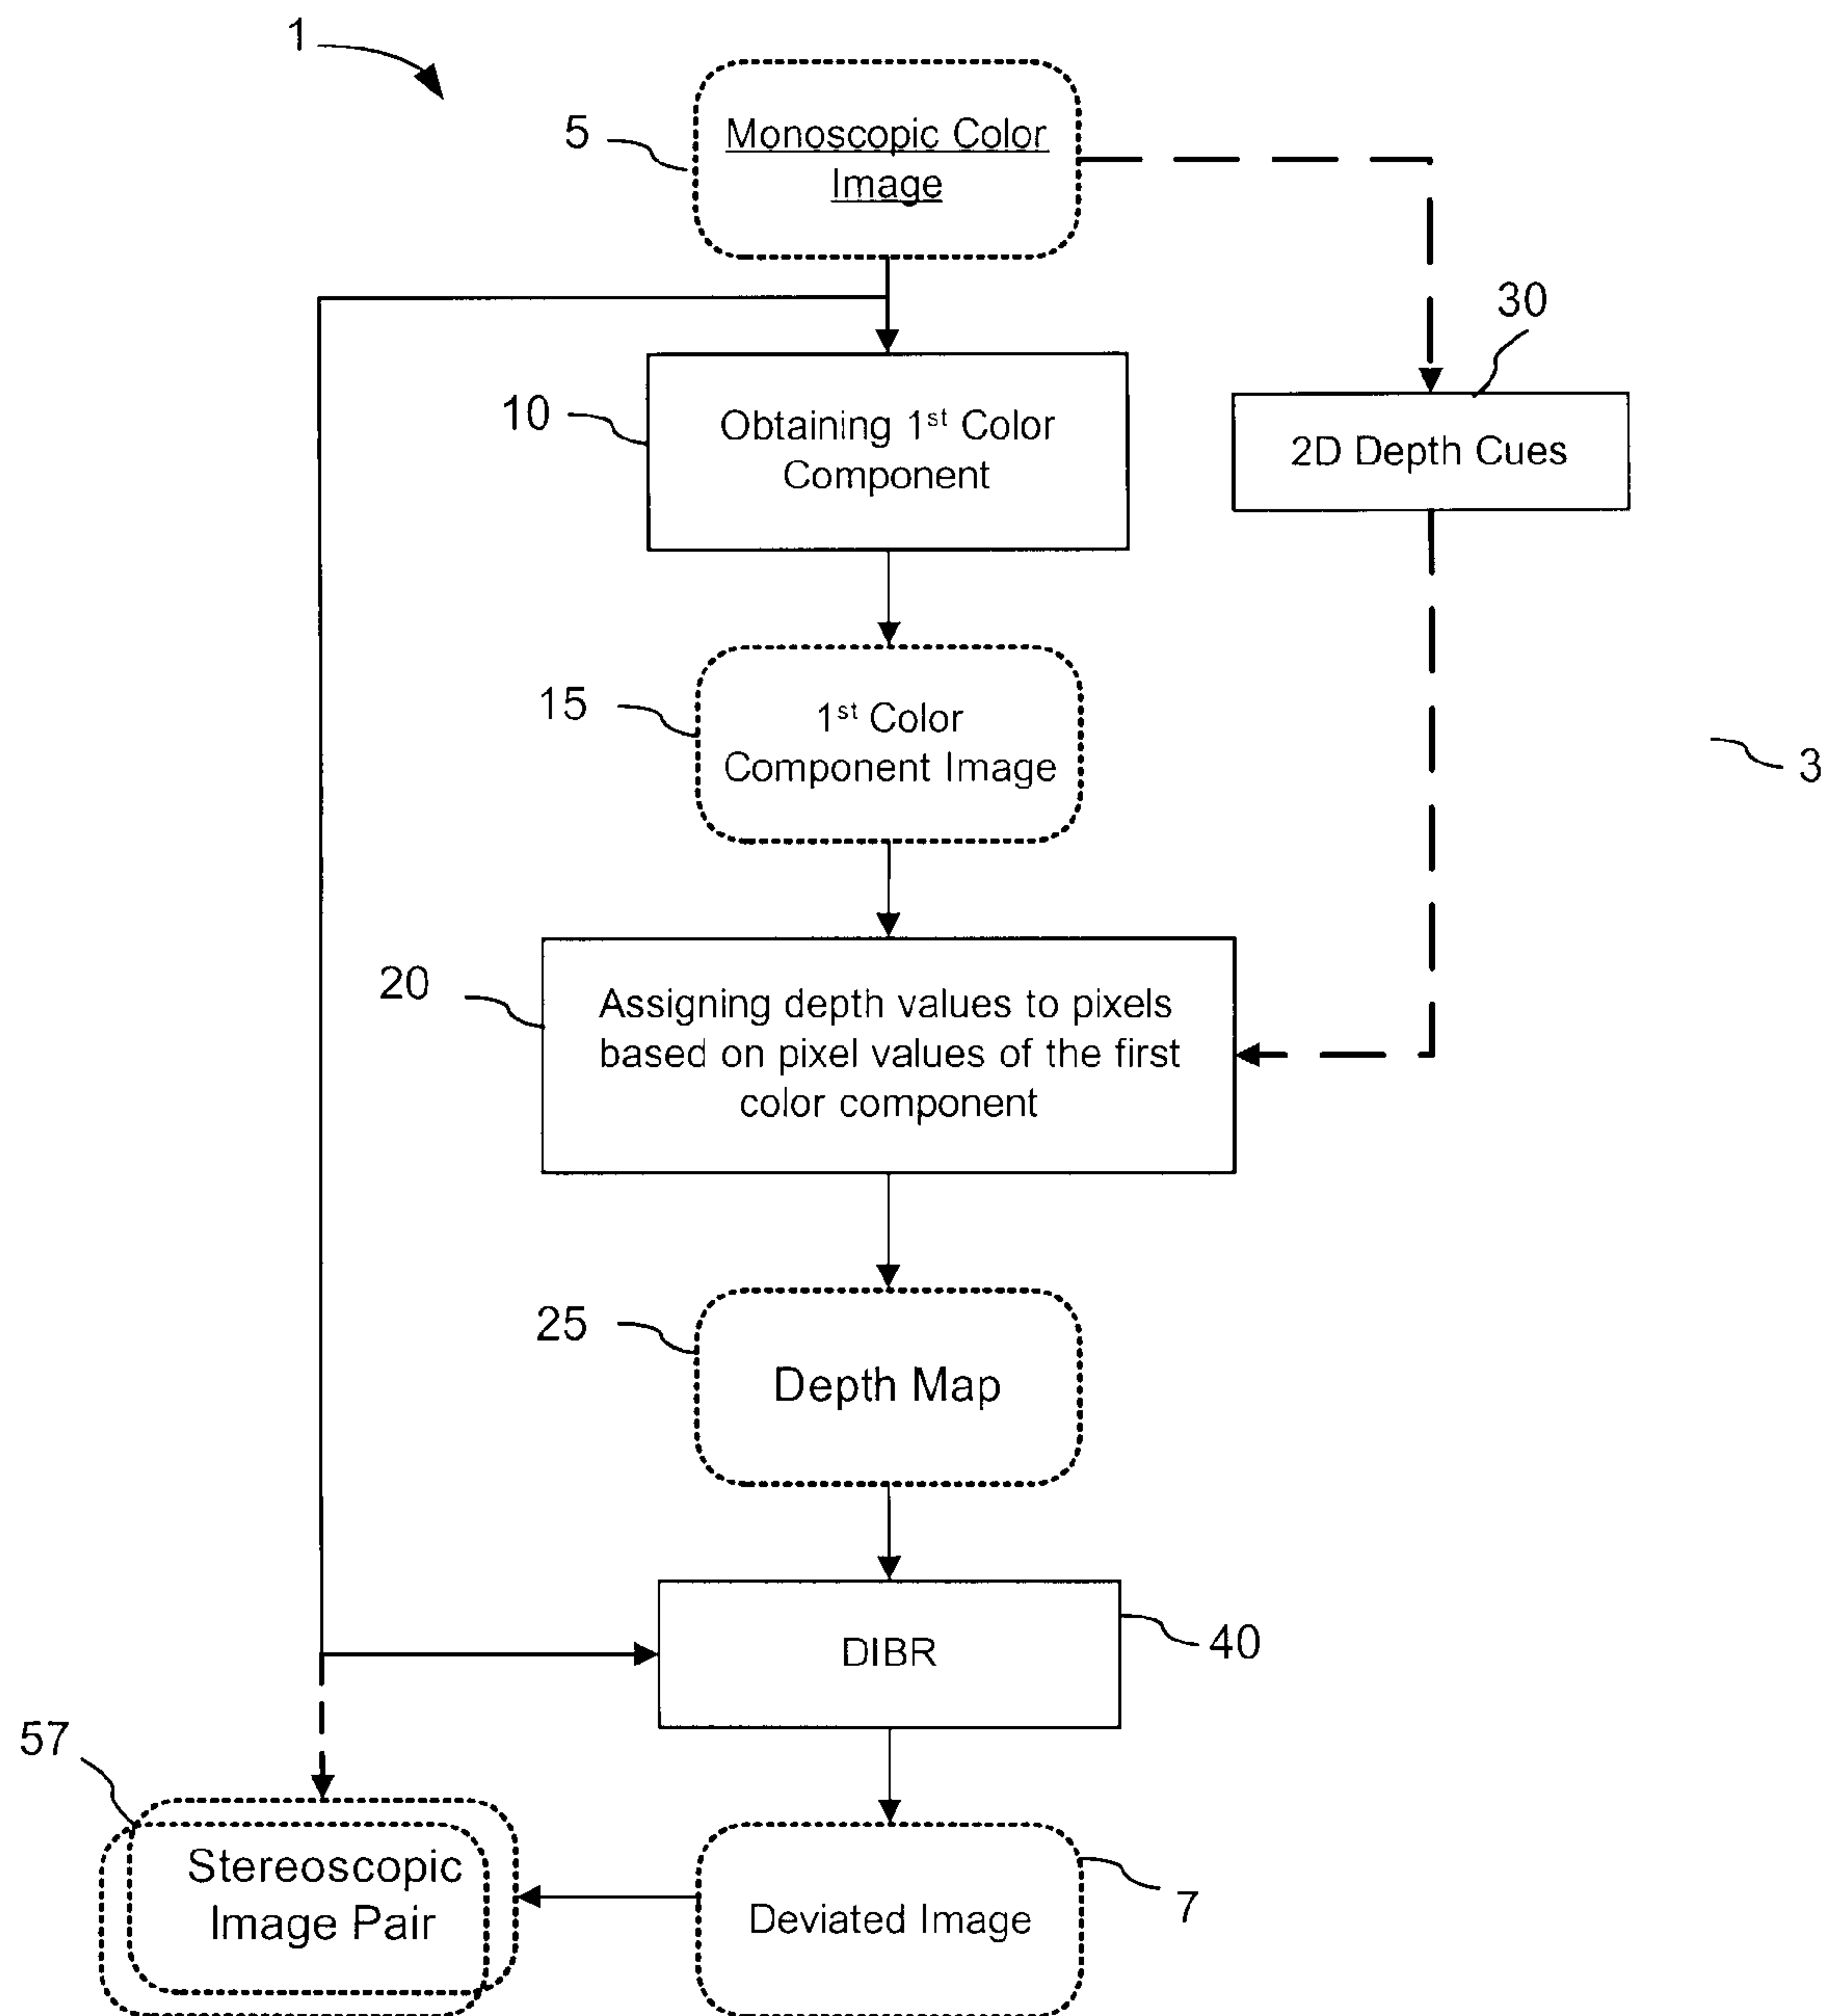 1
5
Monoscopic Color
Image
30
10
Obtaining 1st Color
Component
2D Depth Cues
15
1st Color
Component Image
3
20
Assigning depth values to pixels
based on pixel values of the first
color component
25
Depth Map
DIBR
40
57
Stereoscopic
Image Pair
Deviated Image
7